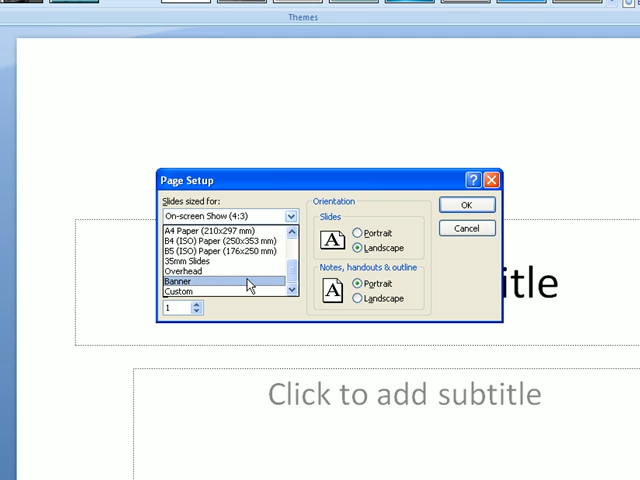 Themes
Page Setup
Slides sized for:
On-screen Show (4:3)
A4 Paper (210x297 mm)
B4 (ISO) Paper (250x353 mm)
B5 (ISO) Paper (176x250 mm)
35mm Slides
Overhead
Banner
Custom
1
Orientation
Slides
A
Portrait
Landscape
Notes, handouts & outline
A
Portrait
Landscape
OK
Cancel
itle
Click to add subtitle